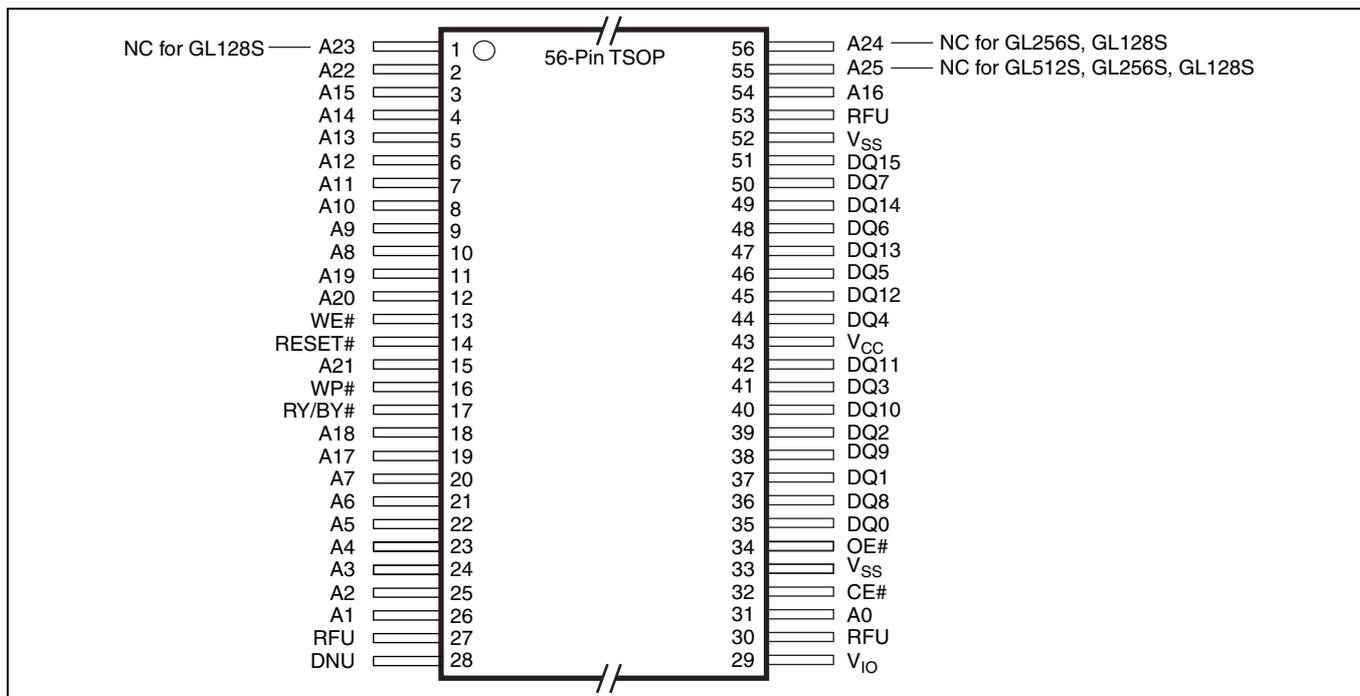 NC for GL128S A23 1 56-Pin TSOP 56 A24 NC for GL256S, GL128S
A22 2 55 A25 NC for GL512S, GL256S, GL128S
A15 3 54 A16
A14 4 53 RFU
A13 5 52 VSS
A12 6 51 DQ15
A11 7 50 DQ7
A10 8 49 DQ14
A9 9 48 DQ6
A8 10 47 DQ13
A19 11 46 DQ5
A20 12 45 DQ12
WE# 13 44 DQ4
RESET# 14 43 VCC
A21 15 42 DQ11
WP# 16 41 DQ3
RY/BY# 17 40 DQ10
A18 18 39 DQ2
A17 19 38 DQ9
A7 20 37 DQ1
A6 21 36 DQ8
A5 22 35 DQ0
A4 23 34 OE#
A3 24 33 VSS
A2 25 32 CE#
A1 26 31 A0
RFU 27 30 RFU
DNU 28 29 VIO